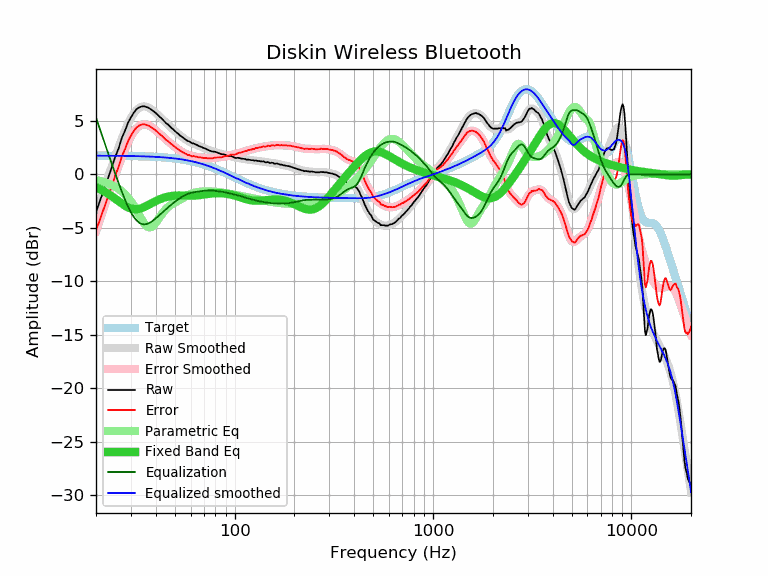 Diskin Wireless Bluetooth
Amplitude (dBr)
5
0
−5
−10
−15
−20
−25
−30
Target
Raw Smoothed
Error Smoothed
Raw
Error
Parametric Eq
Fixed Band Eq
Equalization
Equalized smoothed
100
1000
10000
Frequency (Hz)